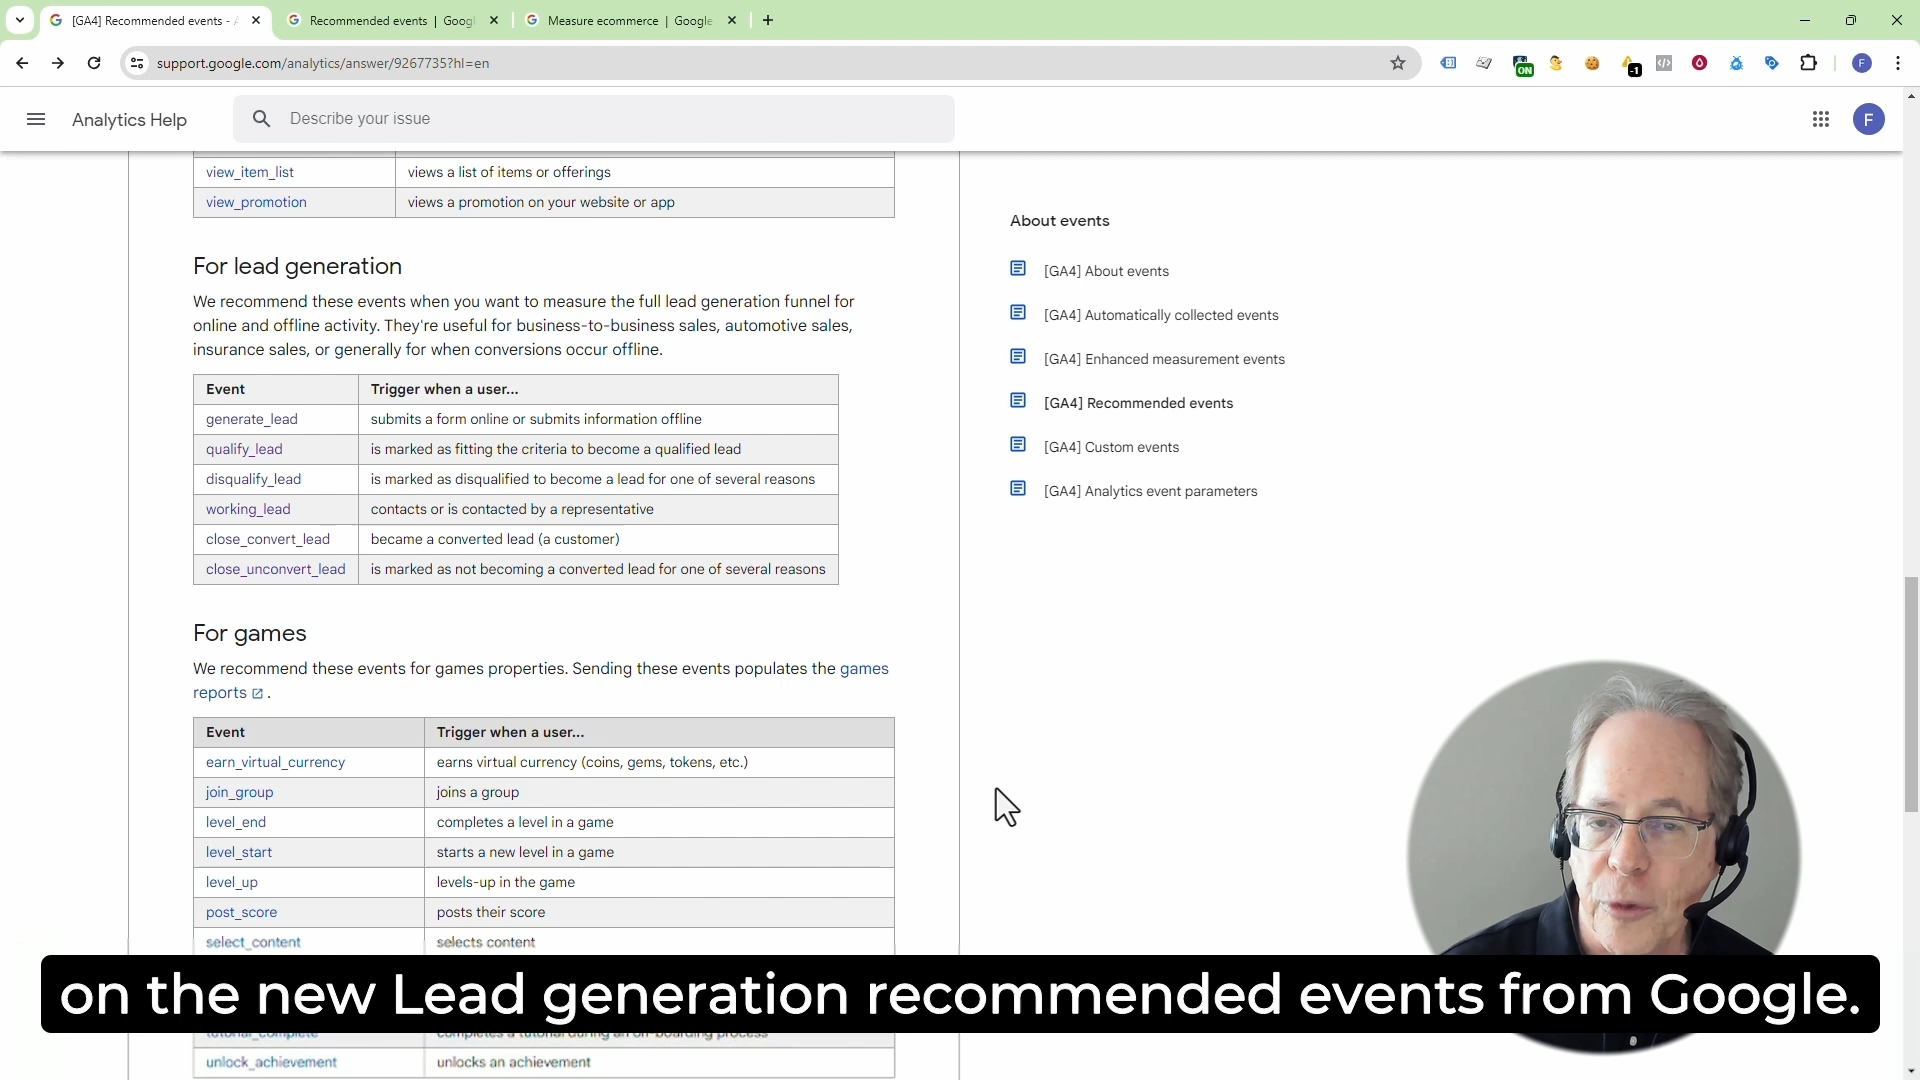 [GA4] Recommended events - A
Recommended events | Googl
Measure ecommerce | Google
support.google.com/analytics/answer/9267735?hl=en
ON
-1
F
Analytics Help
Describe your issue
F
view_item_list views a list of items or offerings
view_promotion views a promotion on your website or app
For lead generation
We recommend these events when you want to measure the full lead generation funnel for
online and offline activity. They're useful for business-to-business sales, automotive sales,
insurance sales, or generally for when conversions occur offline.
Event Trigger when a user...
generate_lead submits a form online or submits information offline
qualify_lead is marked as fitting the criteria to become a qualified lead
disqualify_lead is marked as disqualified to become a lead for one of several reasons
working_lead contacts or is contacted by a representative
close_convert_lead became a converted lead (a customer)
close_unconvert_lead is marked as not becoming a converted lead for one of several reasons
For games
We recommend these events for games properties. Sending these events populates the games
reports .
Event Trigger when a user...
earn_virtual_currency earns virtual currency (coins, gems, tokens, etc.)
join_group joins a group
level_end completes a level in a game
level_start starts a new level in a game
level_up levels-up in the game
post_score posts their score
select_content selects content
tutorial_complete completes a tutorial during an on-boarding process
unlock_achievement unlocks an achievement
About events
[GA4] About events
[GA4] Automatically collected events
[GA4] Enhanced measurement events
[GA4] Recommended events
[GA4] Custom events
[GA4] Analytics event parameters
on the new Lead generation recommended events from Google.